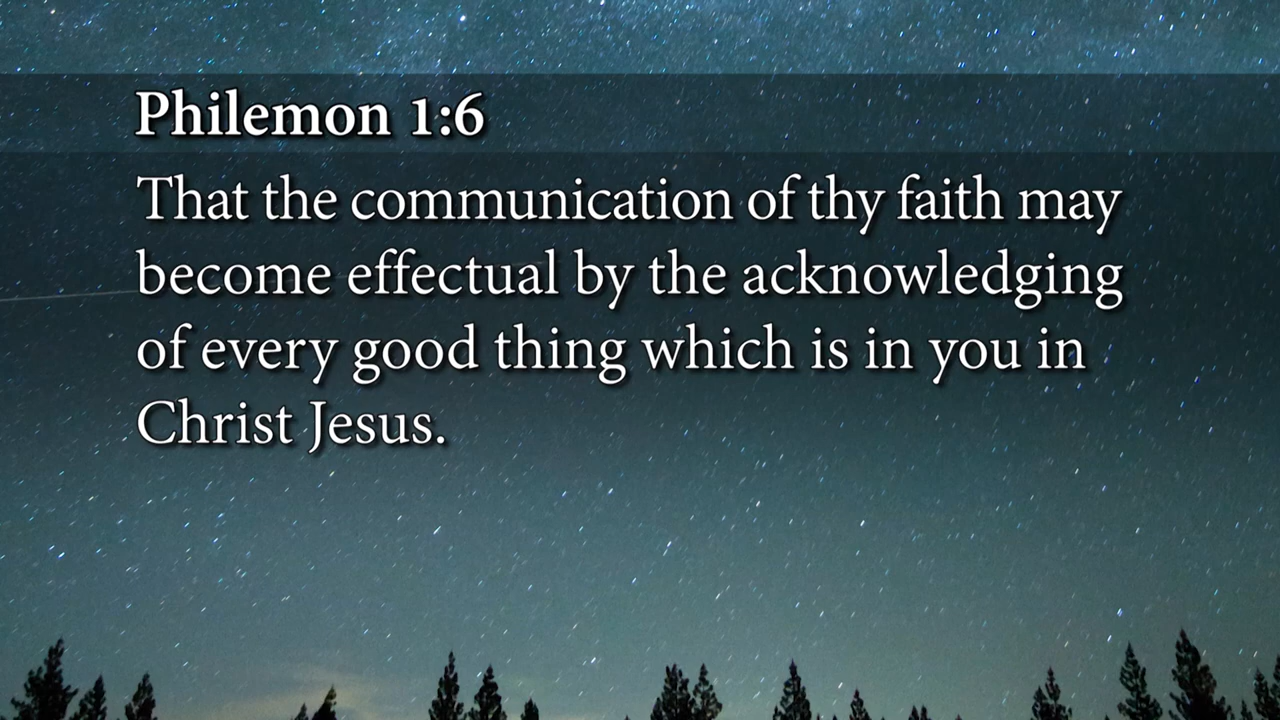 Philemon 1:6
That the communication of thy faith may
become effectual by the acknowledging
of every good thing which is in you in
Christ Jesus.